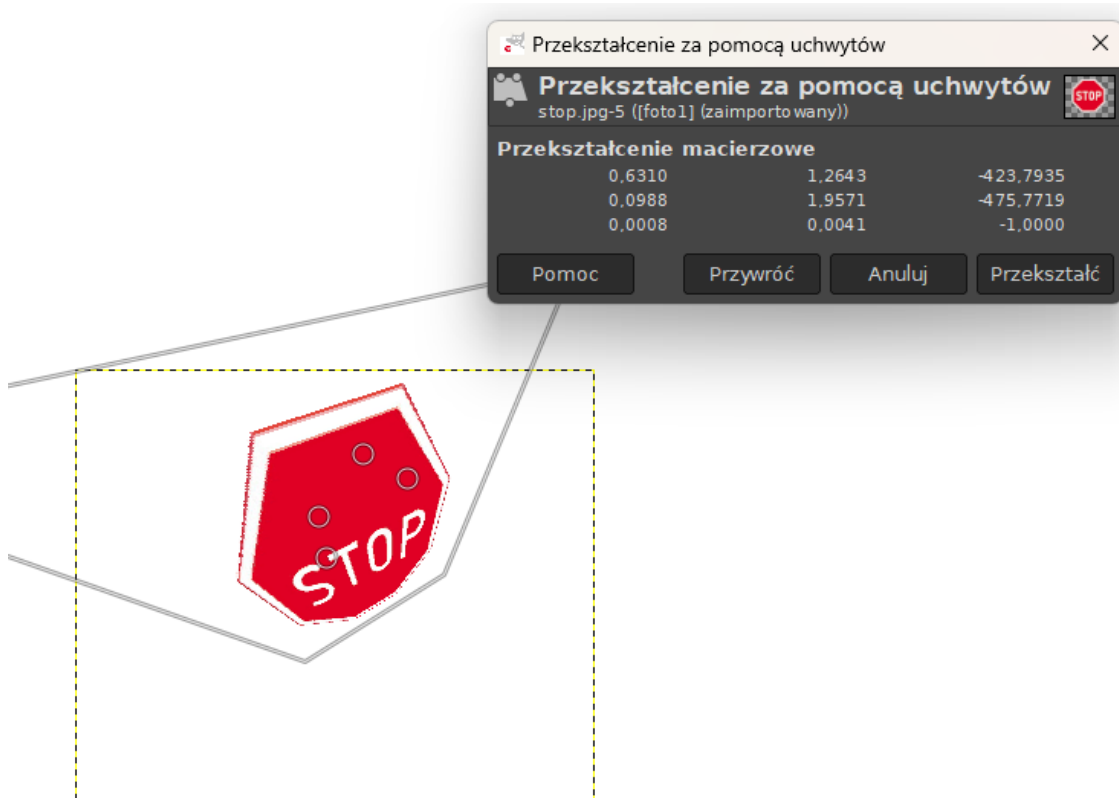 Przekształcenie za pomocą uchwytów
Przekształcenie za pomocą uchwytów
stop.jpg-5 ([foto1] (zaimportowany))
STOP
Przekształcenie macierzowe
0,6310 1,2643 -423,7935
0,0988 1,9571 -475,7719
0,0008 0,0041 -1,0000
Pomoc Przywróć Anuluj Przekształć
STOP